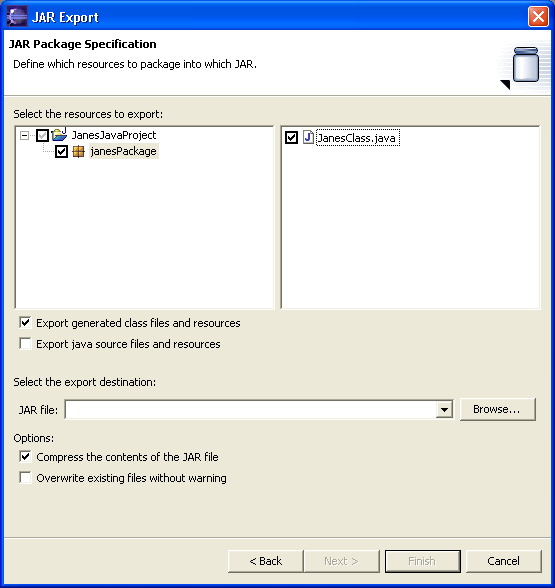 JAR Export
JAR Package Specification
Define which resources to package into which JAR.
Select the resources to export:
JanesJavaProject
janesPackage
JanesClass.java
Export generated class files and resources
Export java source files and resources
Select the export destination:
JAR file:
Browse...
Options:
Compress the contents of the JAR file
Overwrite existing files without warning
< Back Next > Finish Cancel